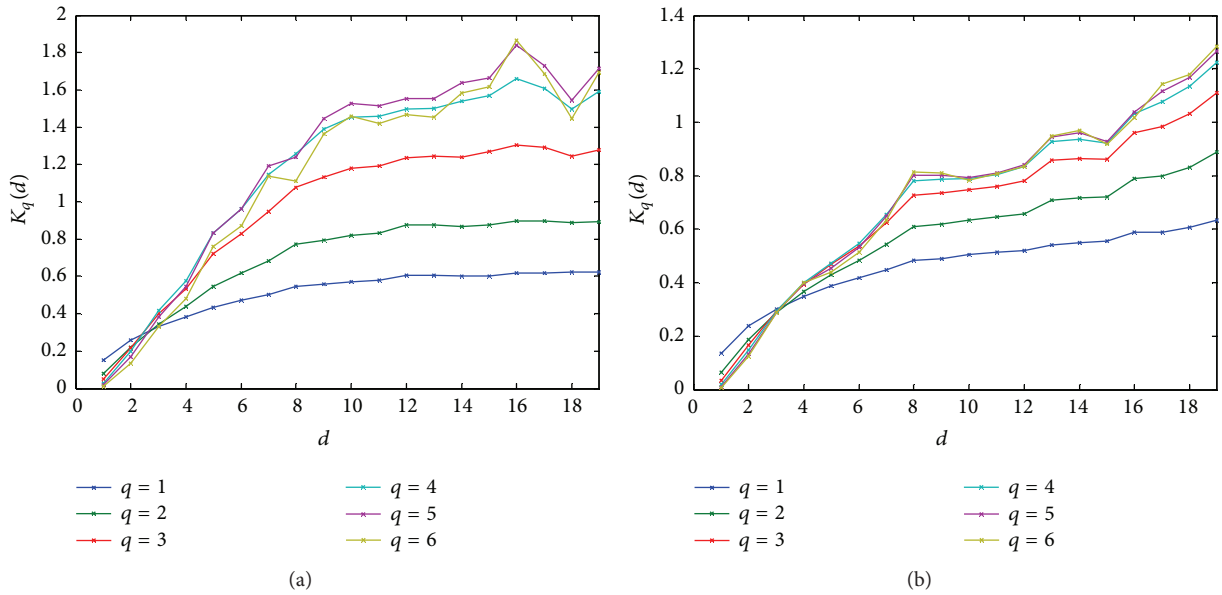 2
1.8
1.6
1.4
1.2
1
0.8
0.6
0.4
0.2
0
K_q(d)
0 2 4 6 8 10 12 14 16 18
d
q = 1
q = 2
q = 3
q = 4
q = 5
q = 6
(a)
1.4
1.2
1
0.8
0.6
0.4
0.2
0
K_q(d)
0 2 4 6 8 10 12 14 16 18
d
q = 1
q = 2
q = 3
q = 4
q = 5
q = 6
(b)